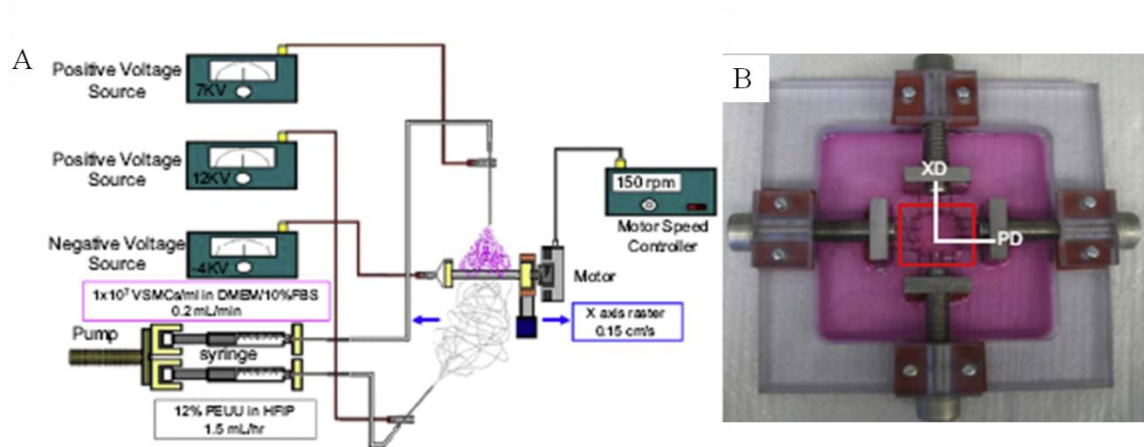 A
Positive Voltage
Source
7KV
Positive Voltage
Source
12KV
Negative Voltage
Source
-4KV
1x10⁷ VSMCs/ml in DMEM/10%FBS
0.2 mL/min
Pump
syringe
12% PEUU in HFIP
1.5 mL/hr
150 rpm
Motor Speed
Controller
Motor
X axis raster
0.15 cm/s
B
XD
PD